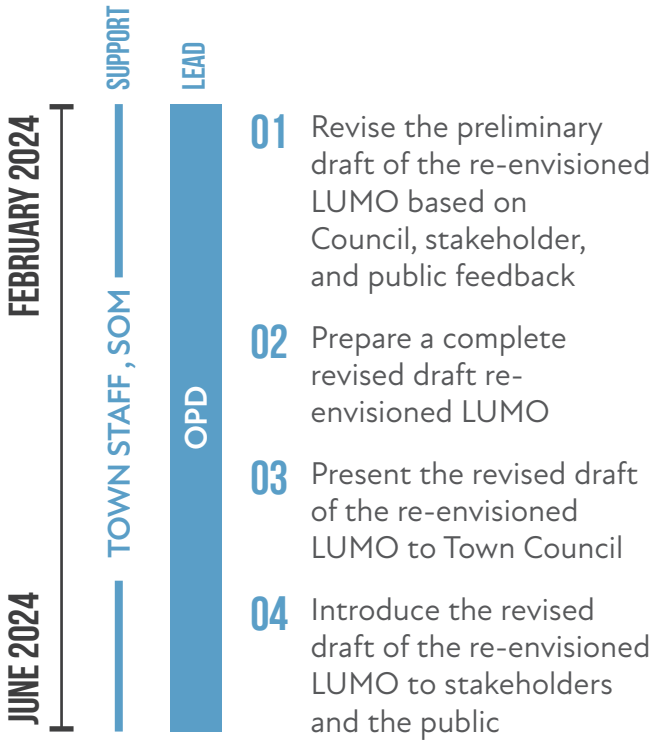 SUPPORT
LEAD
FEBRUARY 2024
JUNE 2024
TOWN STAFF, SOM
OPD
01 Revise the preliminary
draft of the re-envisioned
LUMO based on
Council, stakeholder,
and public feedback
02 Prepare a complete
revised draft re-
envisioned LUMO
03 Present the revised draft
of the re-envisioned
LUMO to Town Council
04 Introduce the revised
draft of the re-envisioned
LUMO to stakeholders
and the public